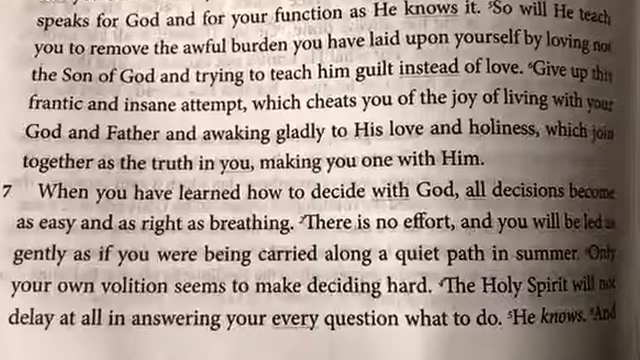 speaks for God and for your function as He knows it. ⁵So will He teach
you to remove the awful burden you have laid upon yourself by loving not
the Son of God and trying to teach him guilt instead of love. ⁶Give up this
frantic and insane attempt, which cheats you of the joy of living with your
God and Father and awaking gladly to His love and holiness, which join
together as the truth in you, making you one with Him.
7 When you have learned how to decide with God, all decisions become
as easy and as right as breathing. ²There is no effort, and you will be led as
gently as if you were being carried along a quiet path in summer. ³Only
your own volition seems to make deciding hard. ⁴The Holy Spirit will not
delay at all in answering your every question what to do. ⁵He knows. ⁶And